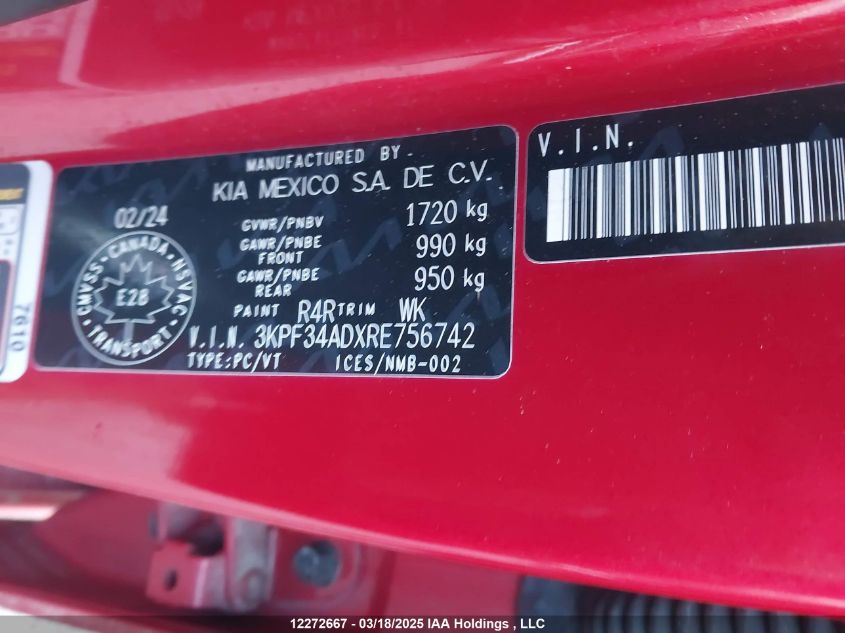 MANUFACTURED BY
KIA MEXICO S.A. DE C.V.
02/24
GVWR/PNBV 1720 kg
GAWR/PNBE FRONT 990 kg
GAWR/PNBE REAR 950 kg
PAINT R4R TRIM WK
V.I.N. 3KPF34ADXRE756742
TYPE:PC/VT ICES/NMB-002
CANADA
CMVSS E28 NSVAC
TRANSPORT
V.I.N.
7610
12272667 - 03/18/2025 IAA Holdings , LLC